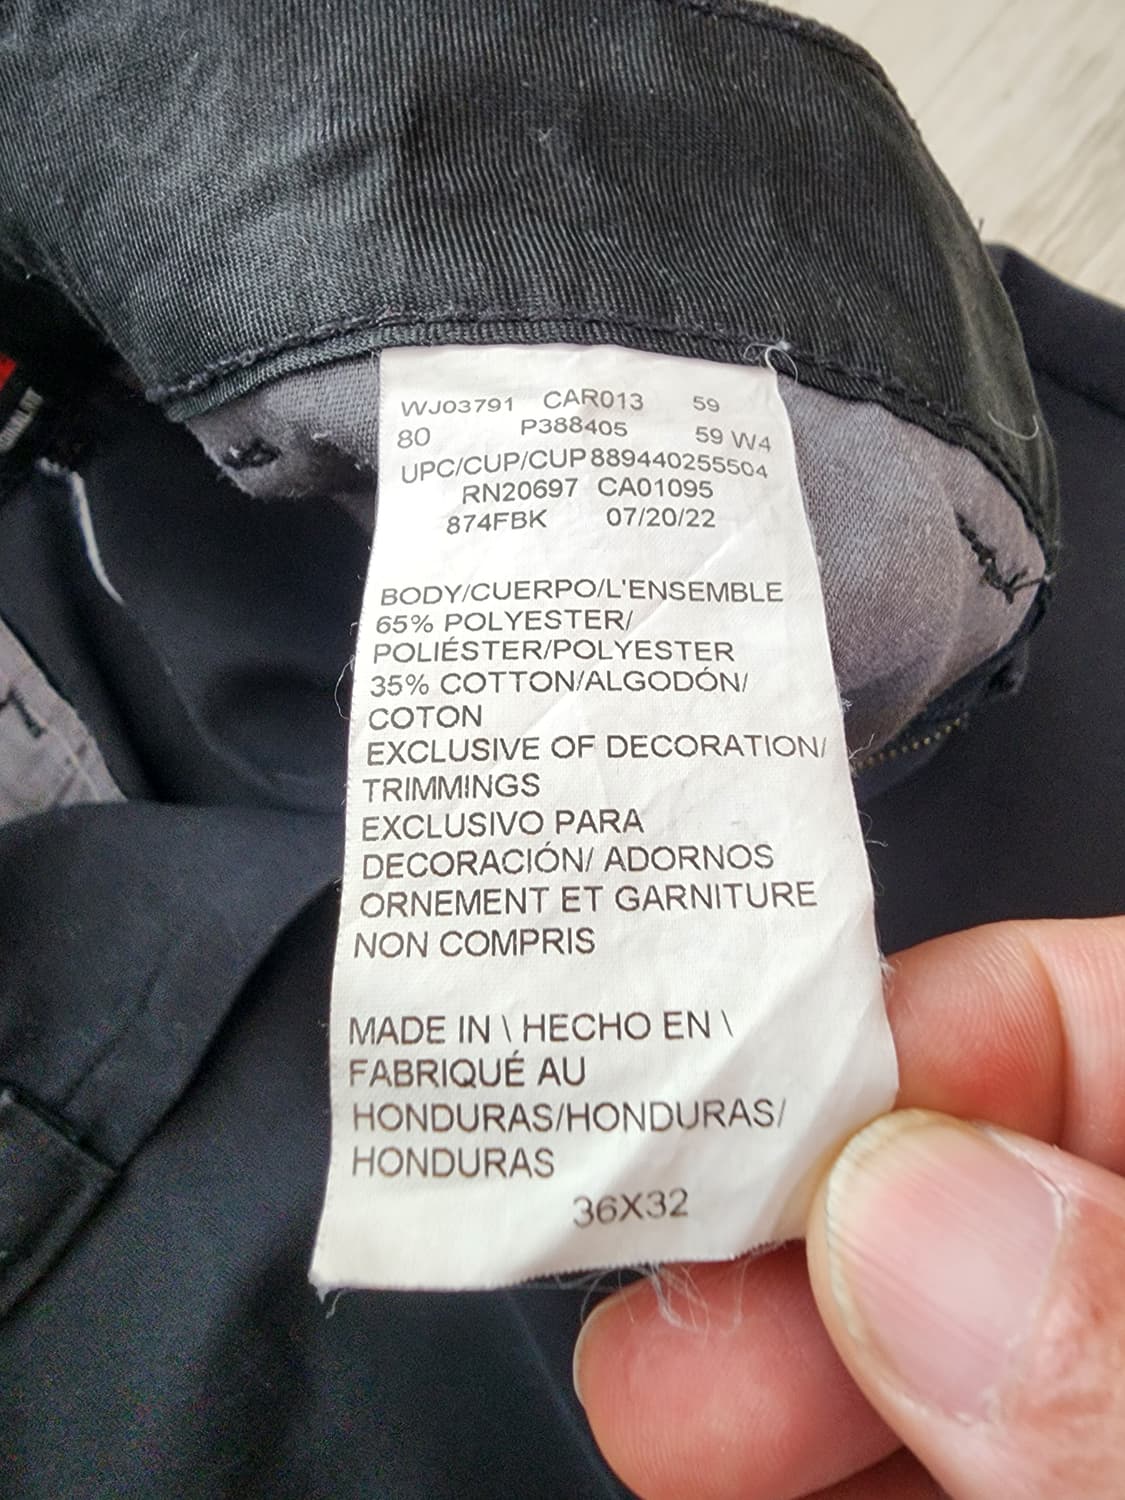 WJ03791 CAR013 59
80 P388405 59 W4
UPC/CUP/CUP 889440255504
RN20697 CA01095
874FBK 07/20/22
BODY/CUERPO/L'ENSEMBLE
65% POLYESTER/
POLIÉSTER/POLYESTER
35% COTTON/ALGODÓN/
COTON
EXCLUSIVE OF DECORATION/
TRIMMINGS
EXCLUSIVO PARA
DECORACIÓN/ ADORNOS
ORNEMENT ET GARNITURE
NON COMPRIS
MADE IN \ HECHO EN \
FABRIQUÉ AU
HONDURAS/HONDURAS/
HONDURAS
36X32